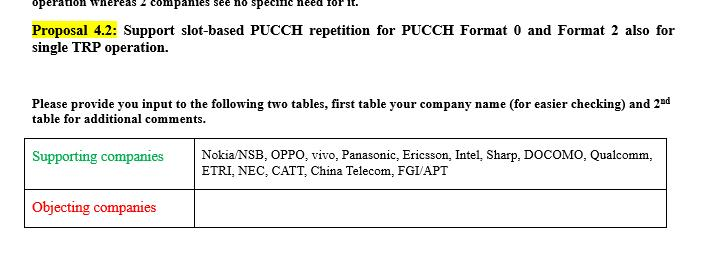 operation whereas 2 companies see no specific need for it.
Proposal 4.2: Support slot-based PUCCH repetition for PUCCH Format 0 and Format 2 also for
single TRP operation.
Please provide you input to the following two tables, first table your company name (for easier checking) and 2nd
table for additional comments.
Supporting companies
Nokia/NSB, OPPO, vivo, Panasonic, Ericsson, Intel, Sharp, DOCOMO, Qualcomm,
ETRI, NEC, CATT, China Telecom, FGI/APT
Objecting companies